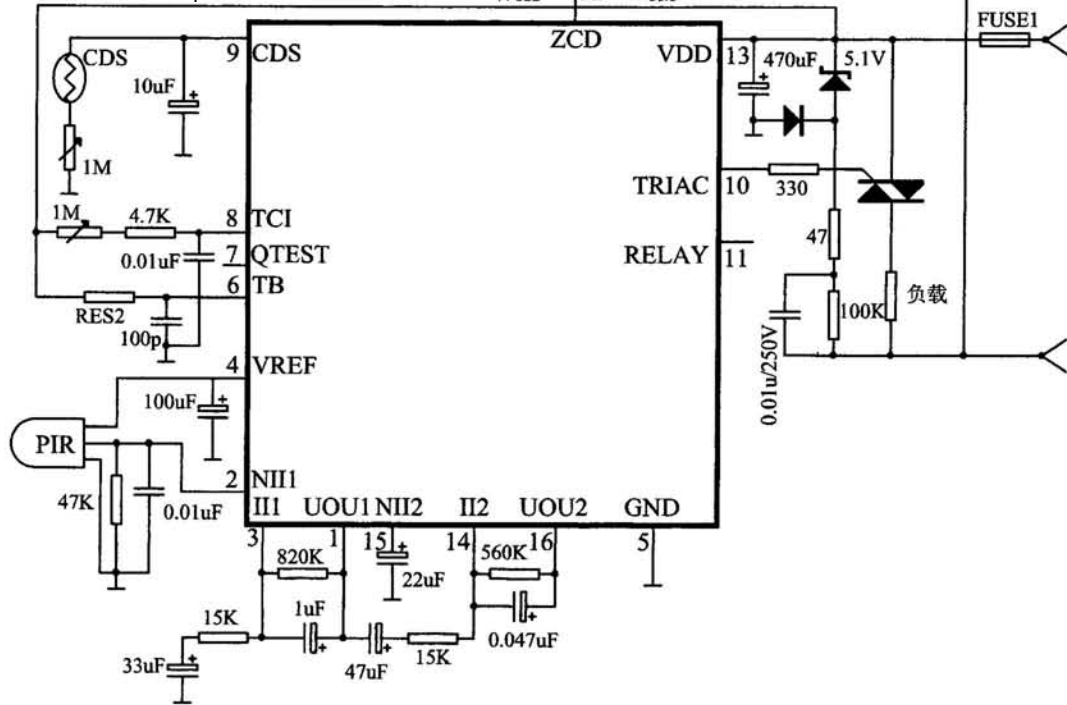 FUSE1
ZCD
9 CDS
VDD 13
CDS
10uF
470uF
5.1V
1M
TRIAC 10
330
1M
4.7K
8 TCI
7 QTEST
0.01uF
RELAY 11
47
6 TB
RES2
100p
100K
负载
0.01u/250V
4 VREF
100uF
PIR
2 NII1
47K
0.01uF
II1 UOU1 NII2 II2 UOU2 GND
3 1 15 14 16 5
820K
22uF
560K
1uF
15K
0.047uF
33uF
47uF
15K